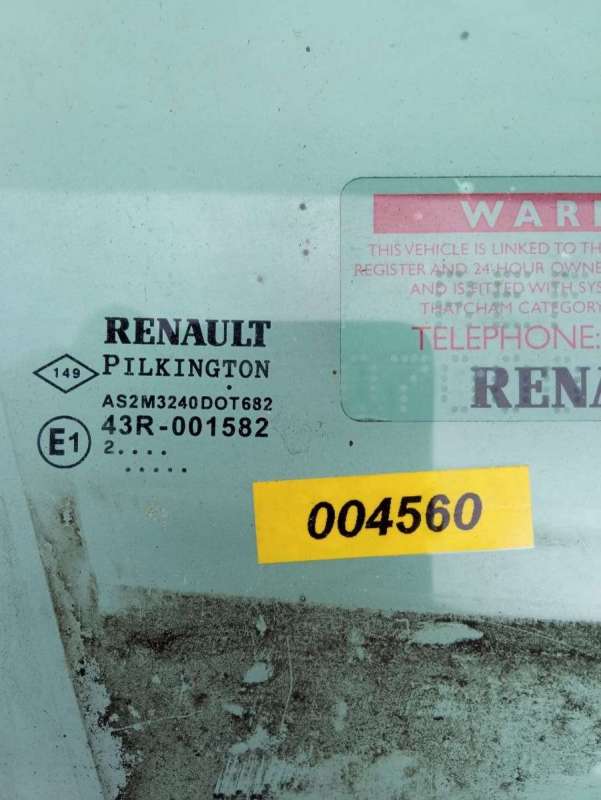 RENAULT
149
PILKINGTON
AS2M3240DOT682
E1
43R-001582
2....
.....
WAR
THIS VEHICLE IS LINKED TO TH
REGISTER AND 24-HOUR OWNE
AND IS FITTED WITH SYS
THATCHAM CATEGORY
TELEPHONE:
RENA
004560